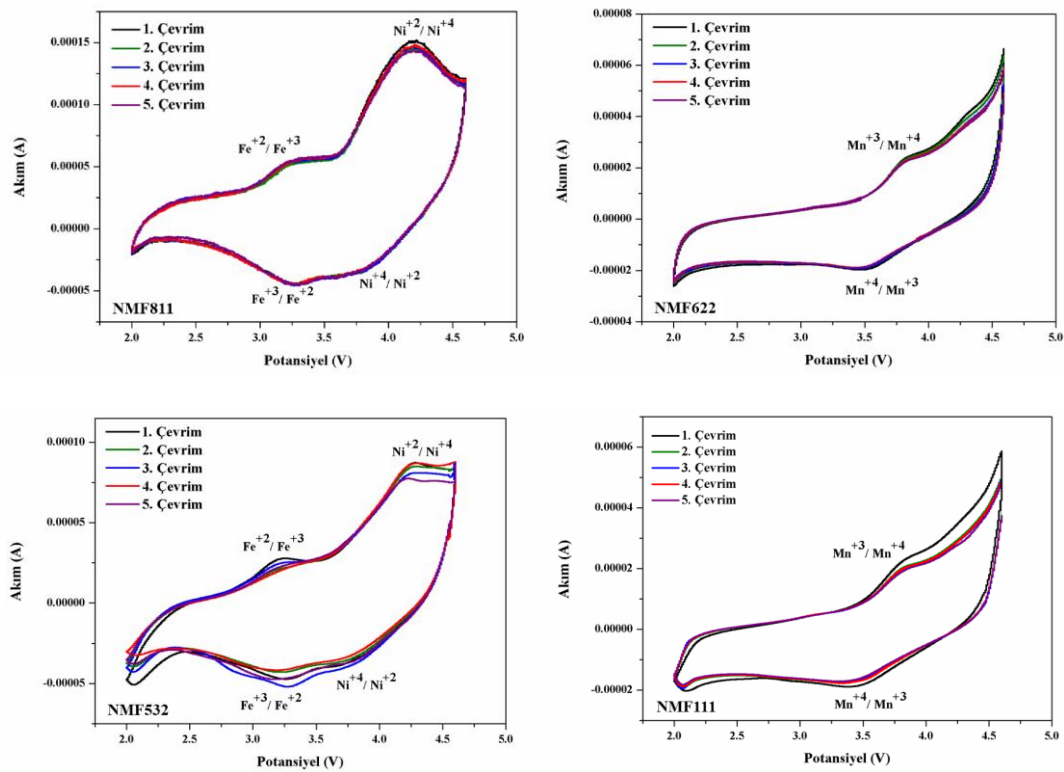 Ni+2/ Ni+4
1. Çevrim
2. Çevrim
3. Çevrim
4. Çevrim
5. Çevrim
Fe+2/ Fe+3
Fe+3/ Fe+2
Ni+4/ Ni+2
NMF811
0.00015
0.00010
0.00005
0.00000
-0.00005
Akım (A)
2.0 2.5 3.0 3.5 4.0 4.5 5.0
Potansiyel (V)
1. Çevrim
2. Çevrim
3. Çevrim
4. Çevrim
5. Çevrim
Mn+3/ Mn+4
Mn+4/ Mn+3
NMF622
0.00008
0.00006
0.00004
0.00002
0.00000
-0.00002
-0.00004
Akım (A)
2.0 2.5 3.0 3.5 4.0 4.5 5.0
Potansiyel (V)
1. Çevrim
2. Çevrim
3. Çevrim
4. Çevrim
5. Çevrim
Ni+2/ Ni+4
Fe+2/ Fe+3
Ni+4/ Ni+2
Fe+3/ Fe+2
NMF532
0.00010
0.00005
0.00000
-0.00005
Akım (A)
2.0 2.5 3.0 3.5 4.0 4.5 5.0
Potansiyel (V)
1. Çevrim
2. Çevrim
3. Çevrim
4. Çevrim
5. Çevrim
Mn+3/ Mn+4
Mn+4/ Mn+3
NMF111
0.00006
0.00004
0.00002
0.00000
-0.00002
Akım (A)
2.0 2.5 3.0 3.5 4.0 4.5 5.0
Potansiyel (V)